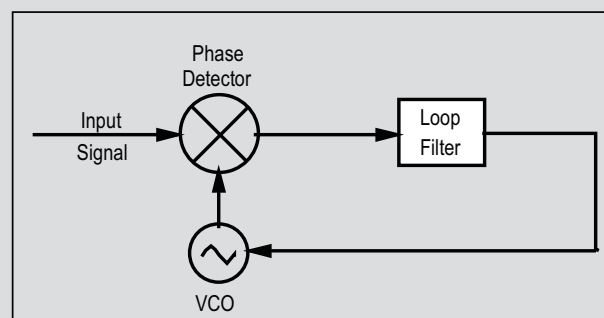 Phase
Detector
Input
Signal
Loop
Filter
VCO